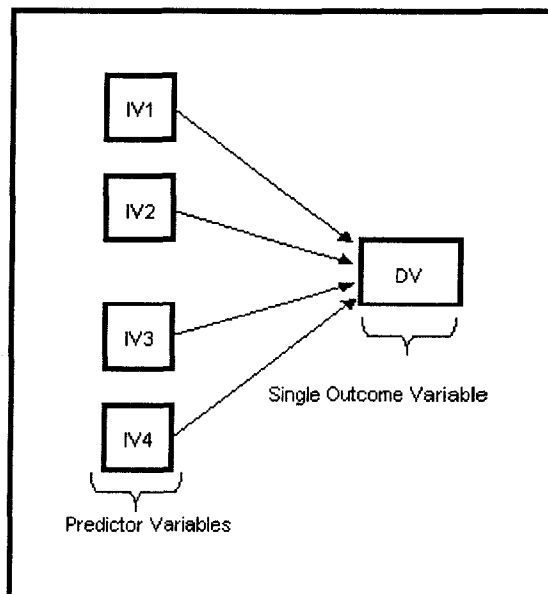 IV1
IV2
DV
IV3
Single Outcome Variable
IV4
Predictor Variables